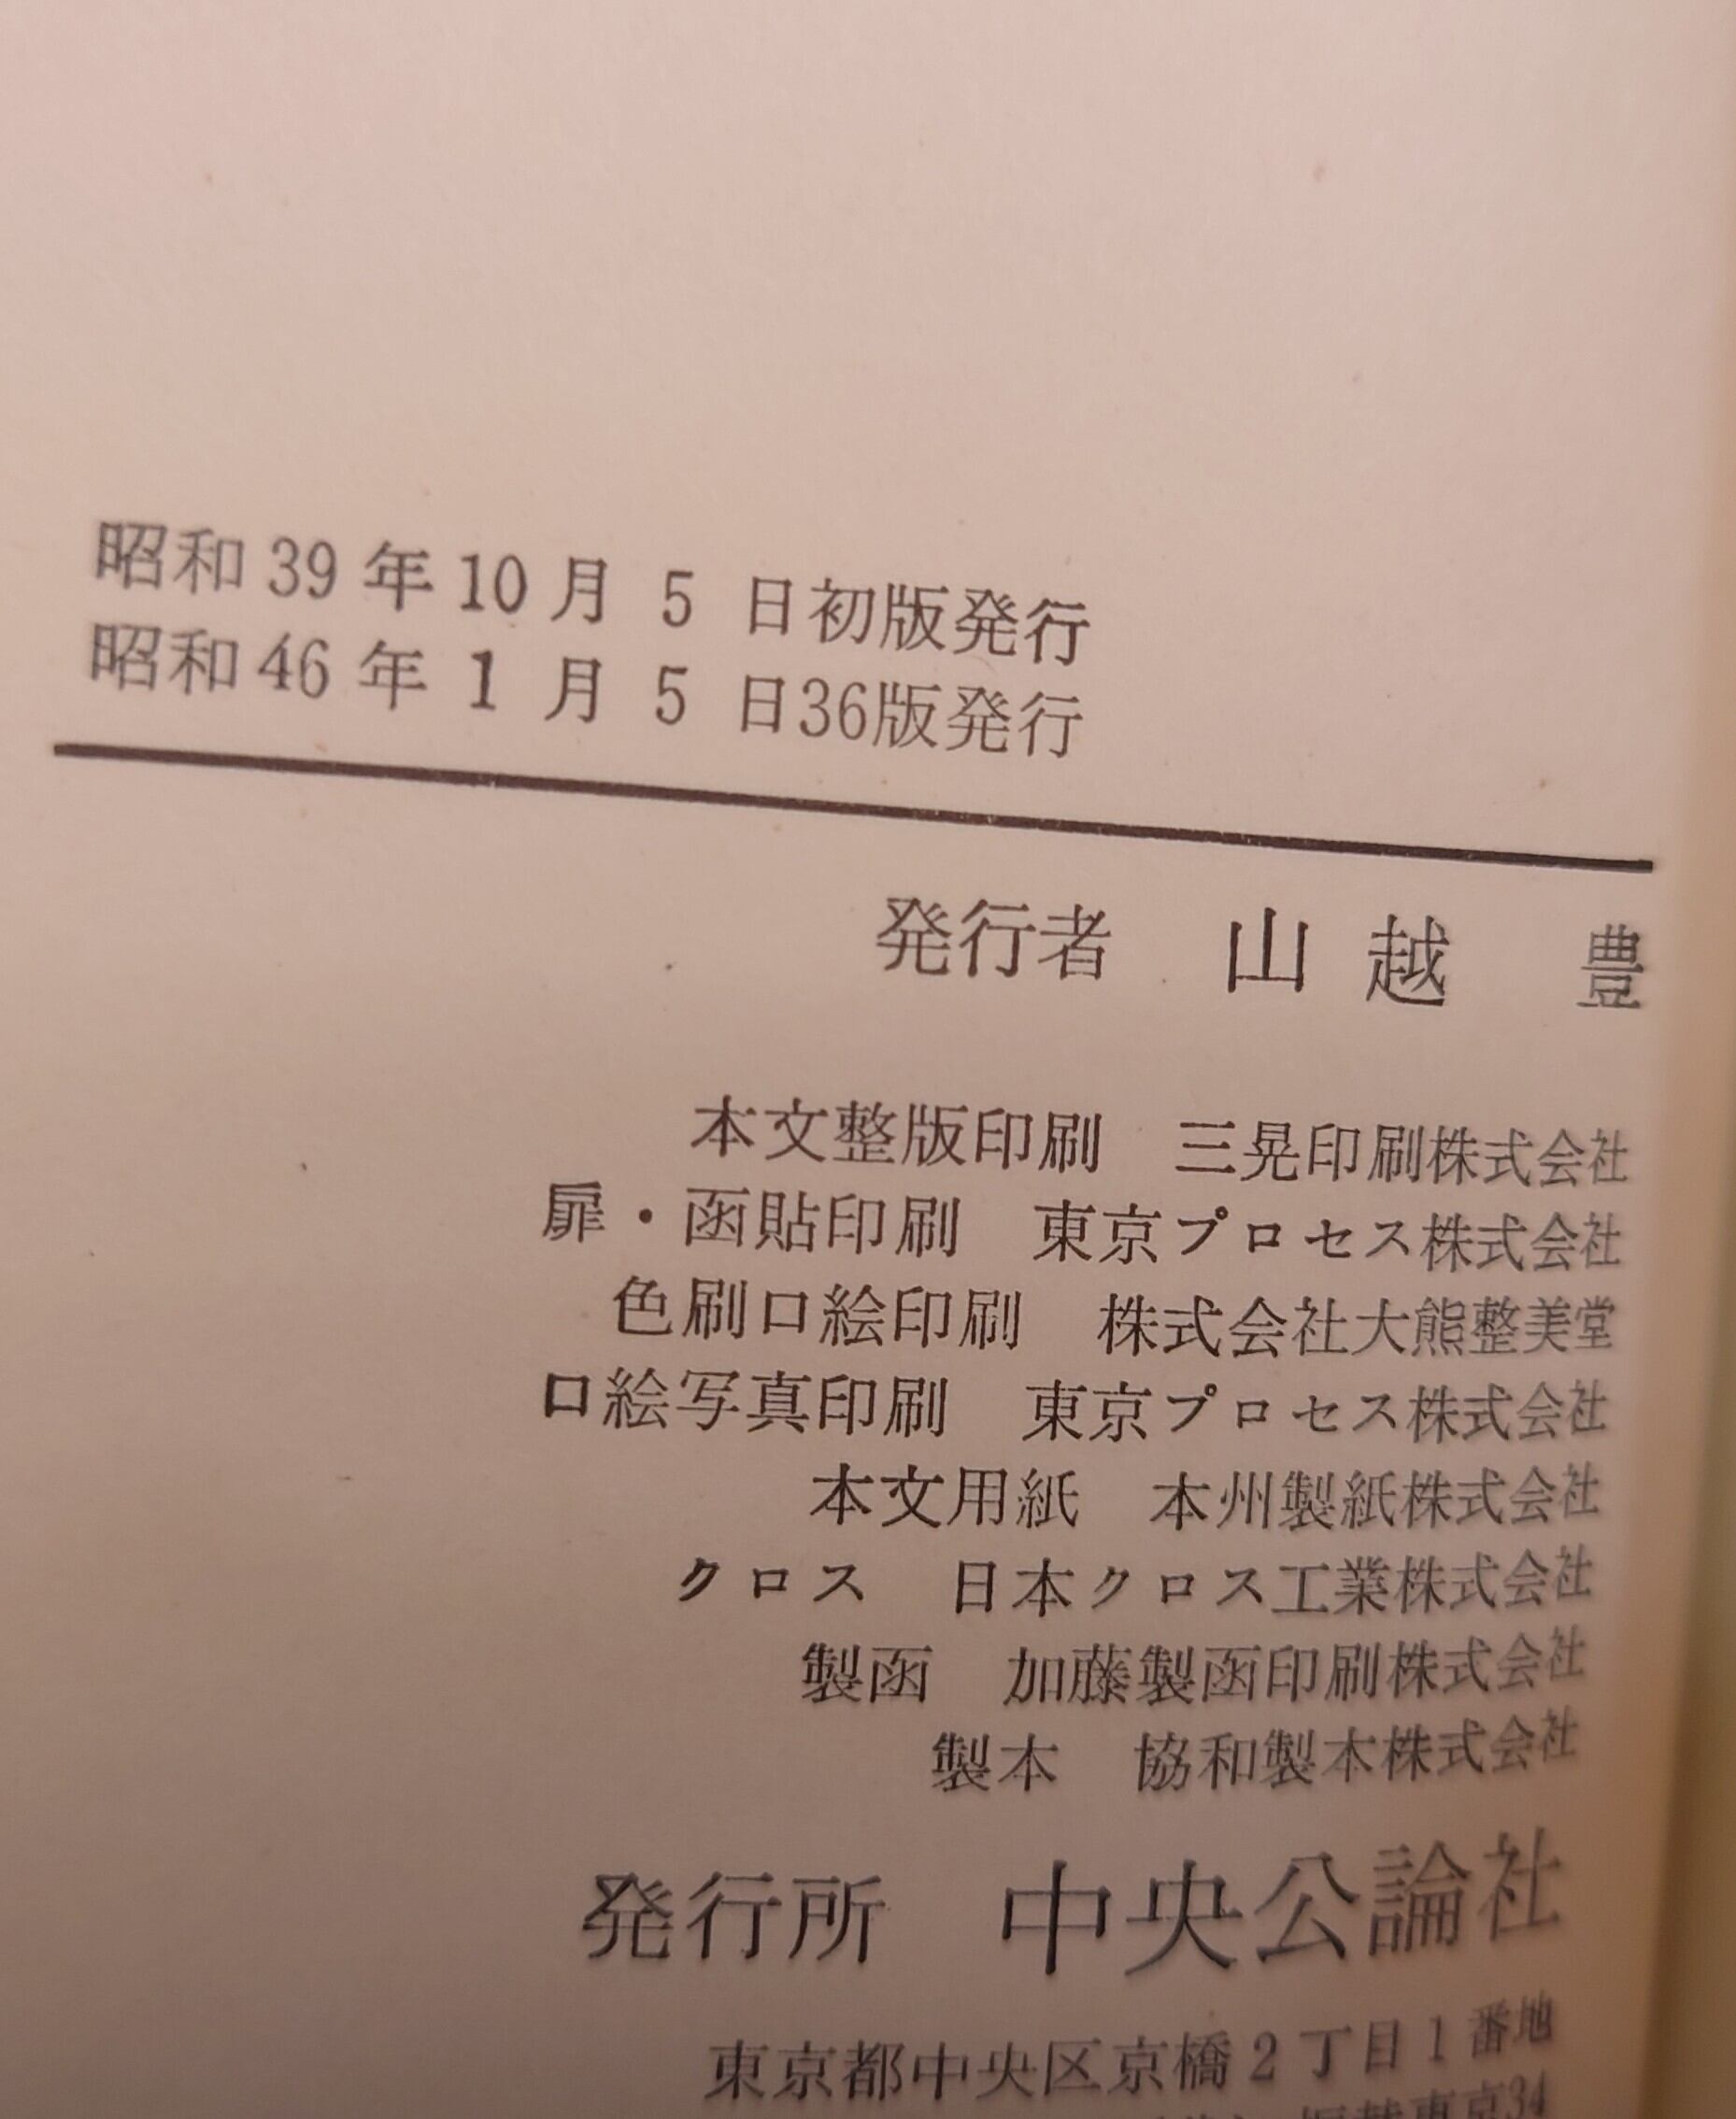 昭和39年10月5日初版発行
昭和46年1月5日36版発行
発行者 山越 豊
本文整版印刷 三晃印刷株式会社
扉・函貼印刷 東京プロセス株式会社
色刷口絵印刷 株式会社大熊整美堂
口絵写真印刷 東京プロセス株式会社
本文用紙 本州製紙株式会社
クロス 日本クロス工業株式会社
製函 加藤製函印刷株式会社
製本 協和製本株式会社
発行所 中央公論社
東京都中央区京橋2丁目1番地
振替東京34